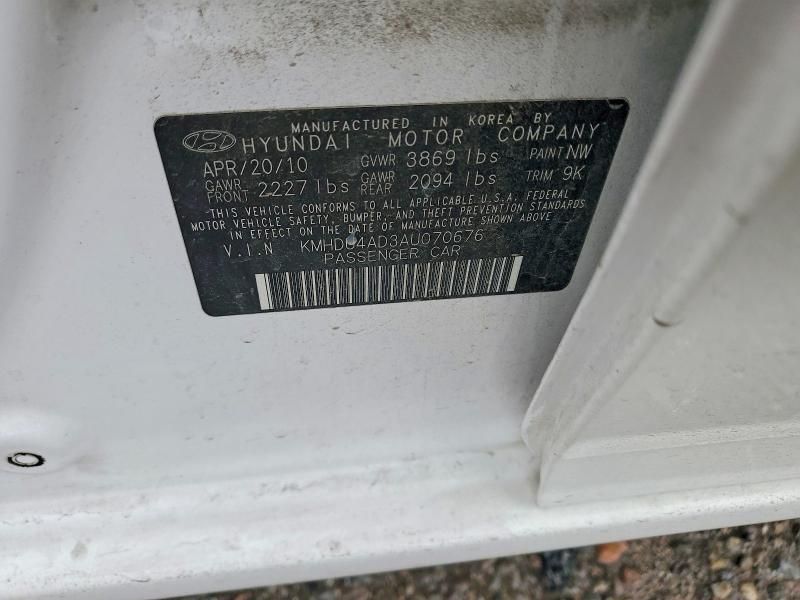 MANUFACTURED IN KOREA BY
HYUNDAI MOTOR COMPANY
APR/20/10 GVWR 3869 lbs PAINT NW
GAWR FRONT 2227 lbs GAWR REAR 2094 lbs TRIM 9K
THIS VEHICLE CONFORMS TO ALL APPLICABLE U.S.A. FEDERAL
MOTOR VEHICLE SAFETY, BUMPER, AND THEFT PREVENTION STANDARDS
IN EFFECT ON THE DATE OF MANUFACTURE SHOWN ABOVE
V.I.N KMHDU4AD3AU070676
PASSENGER CAR